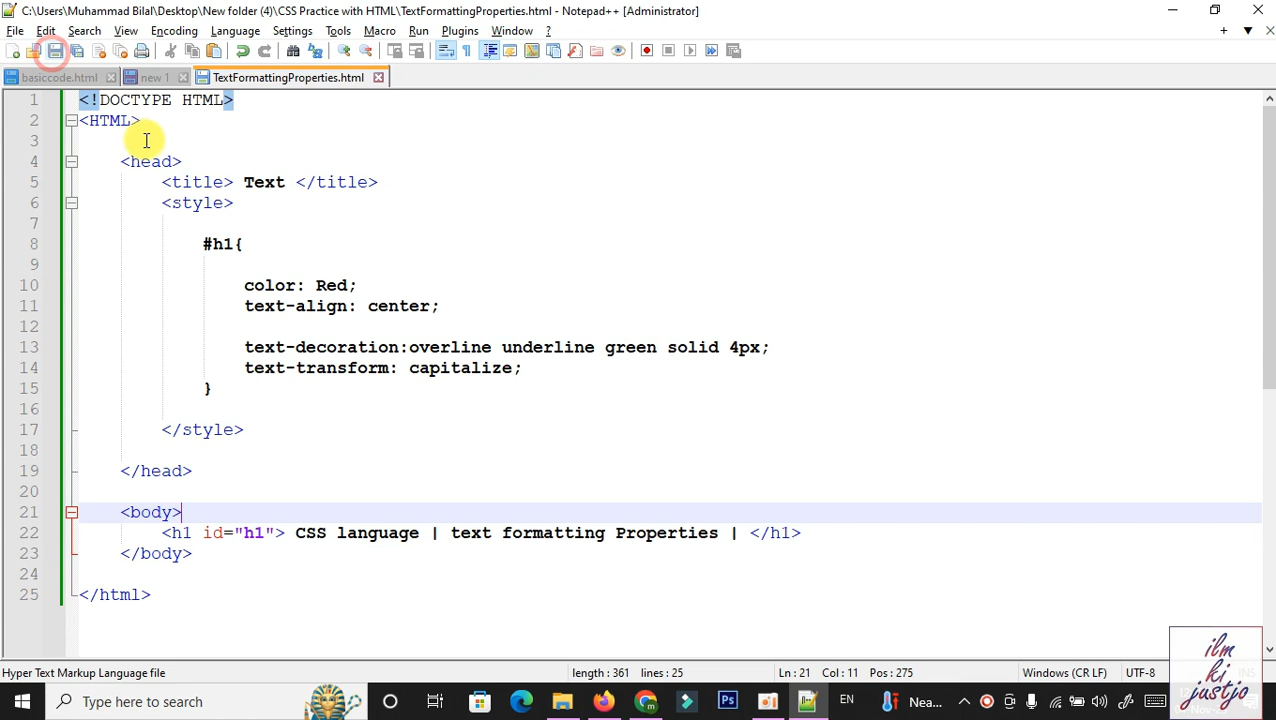 C:\Users\Muhammad Bilal\Desktop\New folder (4)\CSS Practice with HTML\TextFormattingProperties.html - Notepad++ [Administrator]
File Edit Search View Encoding Language Settings Tools Macro Run Plugins Window ?
basiccode.html new 1 TextFormattingProperties.html
1 <!DOCTYPE HTML>
2 <HTML>
3
4 <head>
5 <title> Text </title>
6 <style>
7
8 #h1{
9
10 color: Red;
11 text-align: center;
12
13 text-decoration:overline underline green solid 4px;
14 text-transform: capitalize;
15 }
16
17 </style>
18
19 </head>
20
21 <body>
22 <h1 id="h1"> CSS language | text formatting Properties | </h1>
23 </body>
24
25 </html>
Hyper Text Markup Language file length : 361 lines : 25 Ln : 21 Col : 11 Pos : 275 Windows (CR LF) UTF-8 INS
Type here to search Ps EN Nea...
ilm
ki
justjo